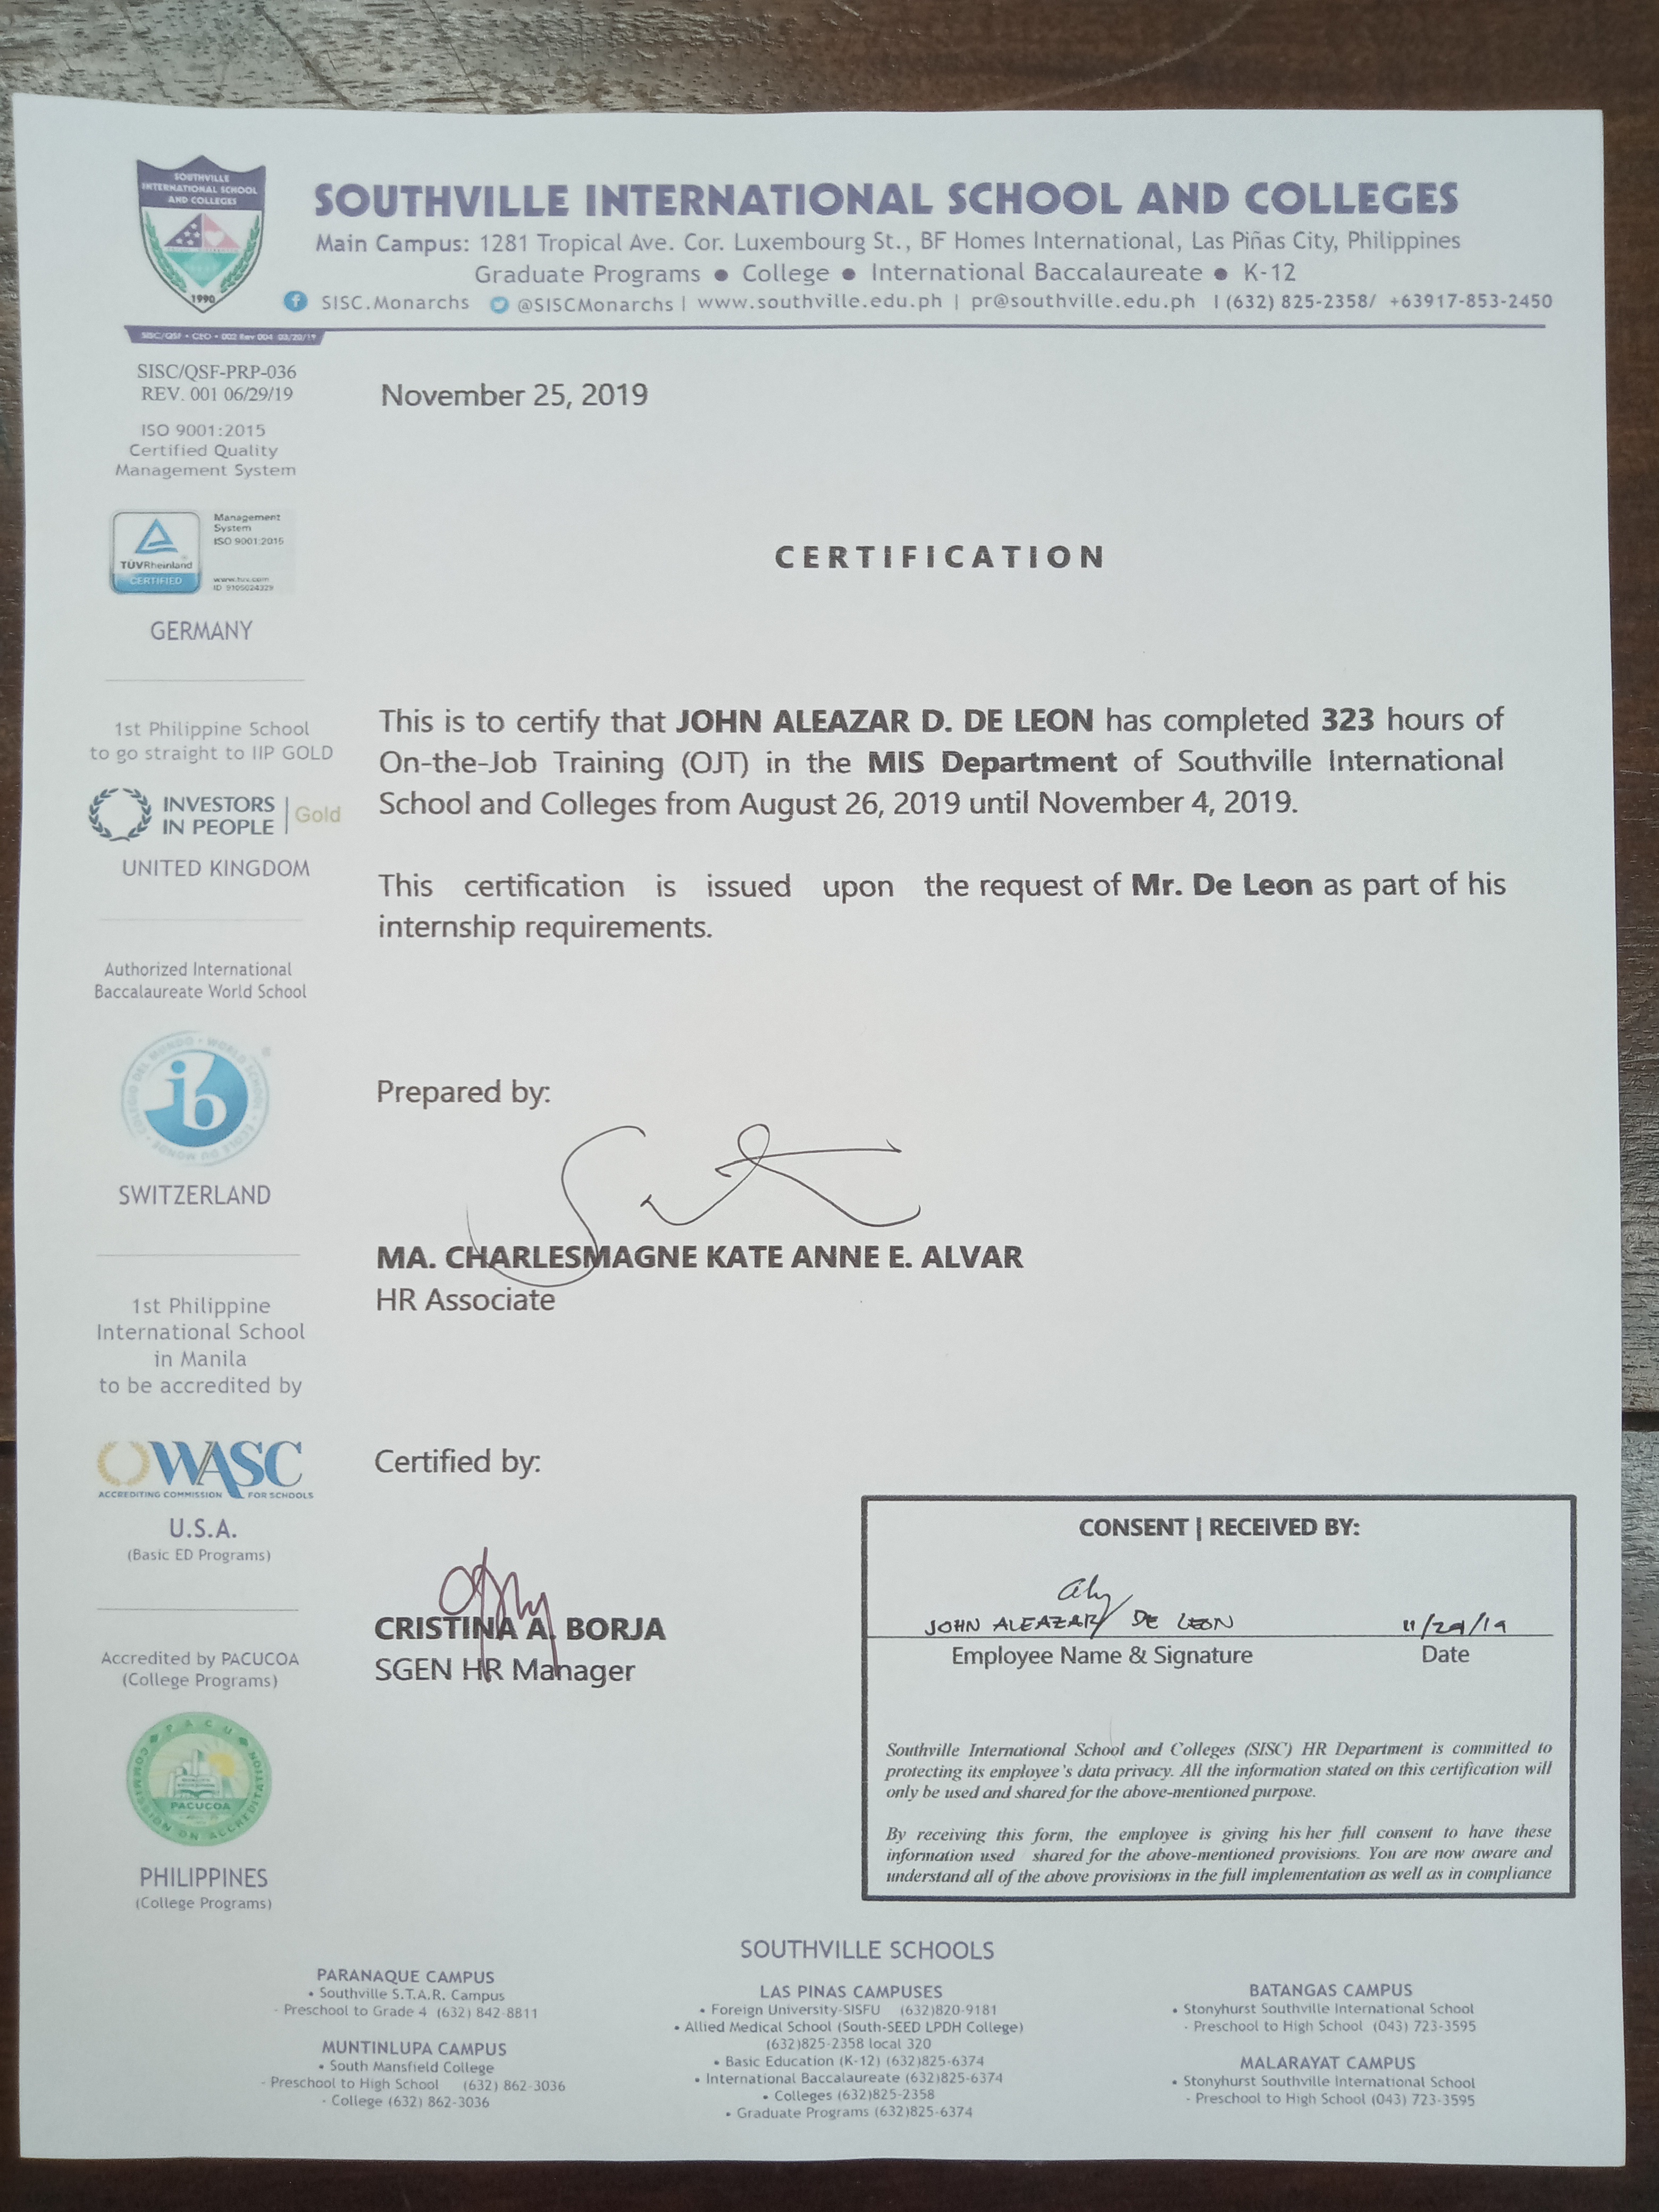 SOUTHVILLE
INTERNATIONAL SCHOOL
AND COLLEGES
1990
SOUTHVILLE INTERNATIONAL SCHOOL AND COLLEGES
Main Campus: 1281 Tropical Ave. Cor. Luxembourg St., BF Homes International, Las Piñas City, Philippines
Graduate Programs ● College ● International Baccalaureate ● K-12
SISC.Monarchs @SISCMonarchs | www.southville.edu.ph | pr@southville.edu.ph | (632) 825-2358/ +63917-853-2450
SISC/QSF • CEO • 002 Rev 004 03/20/19
SISC/QSF-PRP-036
REV. 001 06/29/19
ISO 9001:2015
Certified Quality
Management System
TÜVRheinland
CERTIFIED
Management
System
ISO 9001:2015
www.tuv.com
ID 9105024329
GERMANY
1st Philippine School
to go straight to IIP GOLD
INVESTORS
IN PEOPLE | Gold
UNITED KINGDOM
Authorized International
Baccalaureate World School
ib
SWITZERLAND
1st Philippine
International School
in Manila
to be accredited by
WASC
ACCREDITING COMMISSION FOR SCHOOLS
U.S.A.
(Basic ED Programs)
Accredited by PACUCOA
(College Programs)
PACU
COMMISSION ON ACCREDITATION
PACUCOA
PHILIPPINES
(College Programs)
November 25, 2019
CERTIFICATION
This is to certify that JOHN ALEAZAR D. DE LEON has completed 323 hours of
On-the-Job Training (OJT) in the MIS Department of Southville International
School and Colleges from August 26, 2019 until November 4, 2019.
This certification is issued upon the request of Mr. De Leon as part of his
internship requirements.
Prepared by:
MA. CHARLESMAGNE KATE ANNE E. ALVAR
HR Associate
Certified by:
CRISTINA A. BORJA
SGEN HR Manager
CONSENT | RECEIVED BY:
JOHN ALEAZAR DE LEON 11/29/19
Employee Name & Signature Date
Southville International School and Colleges (SISC) HR Department is committed to
protecting its employee's data privacy. All the information stated on this certification will
only be used and shared for the above-mentioned purpose.
By receiving this form, the employee is giving his her full consent to have these
information used shared for the above-mentioned provisions. You are now aware and
understand all of the above provisions in the full implementation as well as in compliance
SOUTHVILLE SCHOOLS
PARANAQUE CAMPUS
• Southville S.T.A.R. Campus
- Preschool to Grade 4 (632) 842-8811
MUNTINLUPA CAMPUS
• South Mansfield College
- Preschool to High School (632) 862-3036
- College (632) 862-3036
LAS PINAS CAMPUSES
• Foreign University-SISFU (632)820-9181
• Allied Medical School (South-SEED LPDH College)
(632)825-2358 local 320
• Basic Education (K-12) (632)825-6374
• International Baccalaureate (632)825-6374
• Colleges (632)825-2358
• Graduate Programs (632)825-6374
BATANGAS CAMPUS
• Stonyhurst Southville International School
- Preschool to High School (043) 723-3595
MALARAYAT CAMPUS
• Stonyhurst Southville International School
- Preschool to High School (043) 723-3595